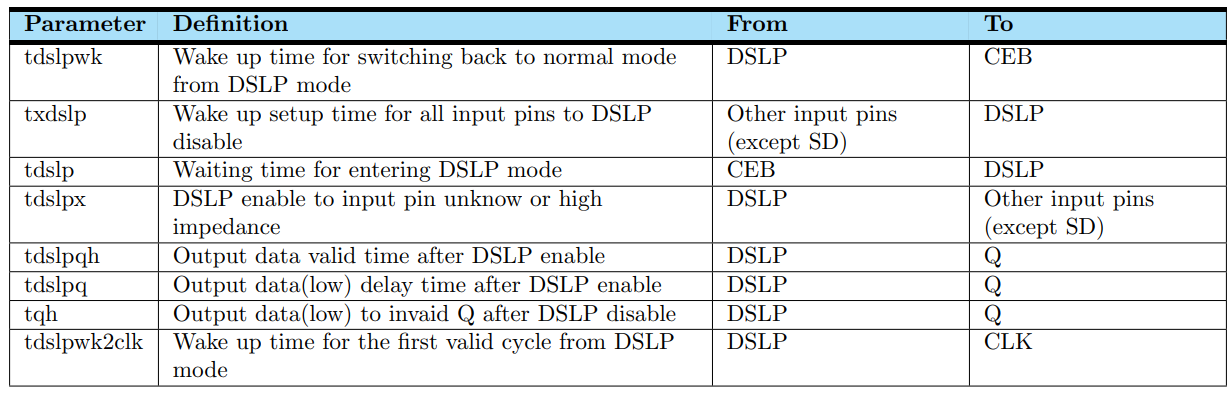 Parameter Definition From To
tdslpwk Wake up time for switching back to normal mode DSLP CEB
from DSLP mode
txdslp Wake up setup time for all input pins to DSLP Other input pins DSLP
disable (except SD)
tdslp Waiting time for entering DSLP mode CEB DSLP
tdslpx DSLP enable to input pin unknow or high DSLP Other input pins
impedance (except SD)
tdslpqh Output data valid time after DSLP enable DSLP Q
tdslpq Output data(low) delay time after DSLP enable DSLP Q
tqh Output data(low) to invaid Q after DSLP disable DSLP Q
tdslpwk2clk Wake up time for the first valid cycle from DSLP DSLP CLK
mode